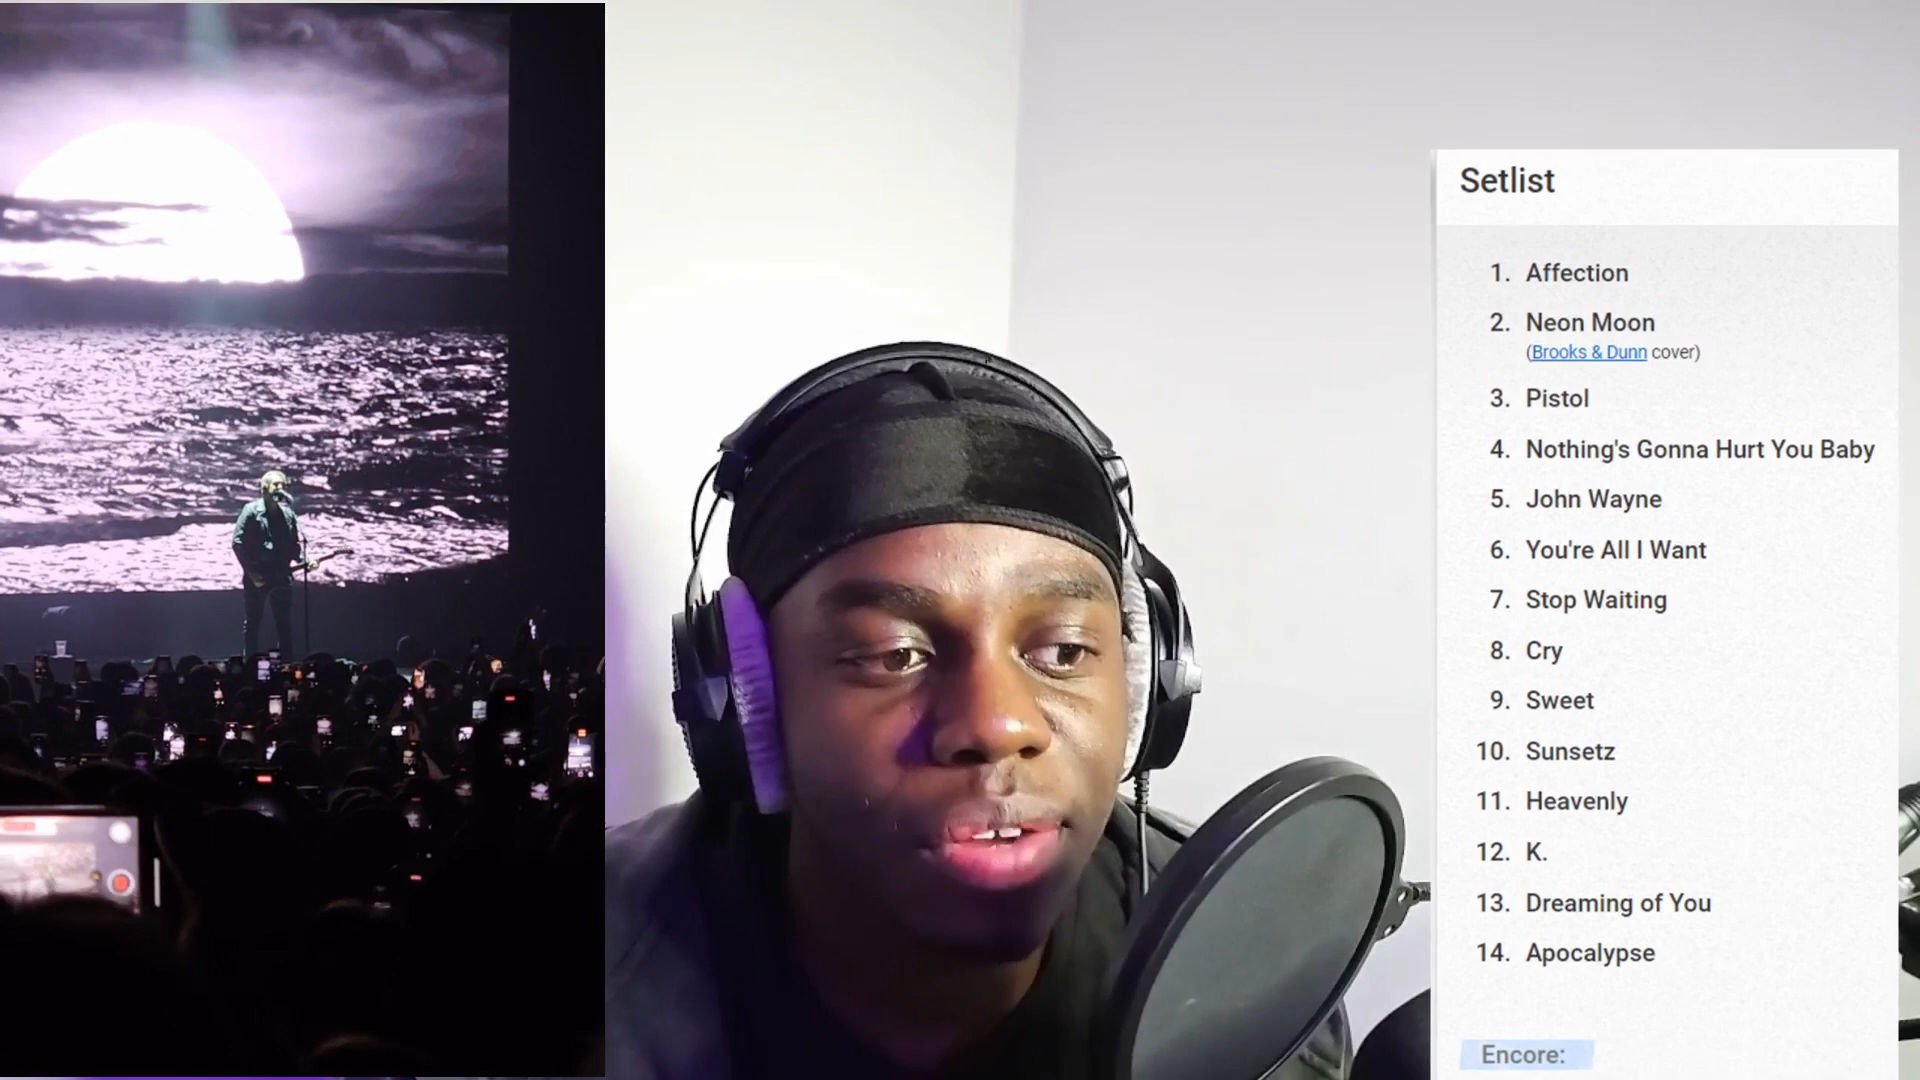 Setlist
1. Affection
2. Neon Moon
(Brooks & Dunn cover)
3. Pistol
4. Nothing's Gonna Hurt You Baby
5. John Wayne
6. You're All I Want
7. Stop Waiting
8. Cry
9. Sweet
10. Sunsetz
11. Heavenly
12. K.
13. Dreaming of You
14. Apocalypse
Encore: